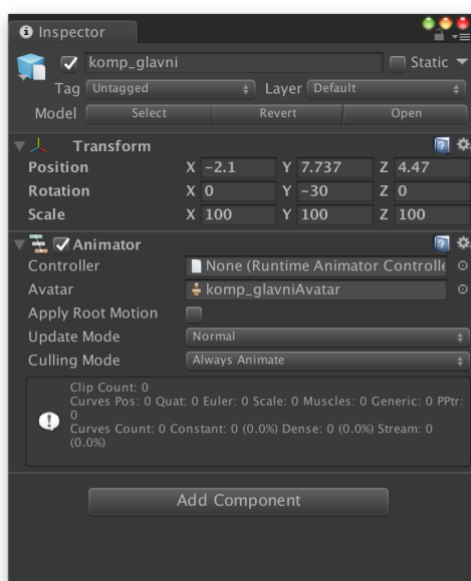 Inspector
komp_glavni Static
Tag Untagged Layer Default
Model Select Revert Open
Transform
Position X -2.1 Y 7.737 Z 4.47
Rotation X 0 Y -30 Z 0
Scale X 100 Y 100 Z 100
Animator
Controller None (Runtime Animator Controlle
Avatar komp_glavniAvatar
Apply Root Motion
Update Mode Normal
Culling Mode Always Animate
Clip Count: 0
Curves Pos: 0 Quat: 0 Euler: 0 Scale: 0 Muscles: 0 Generic: 0 PPtr:
0
Curves Count: 0 Constant: 0 (0.0%) Dense: 0 (0.0%) Stream: 0
(0.0%)
Add Component